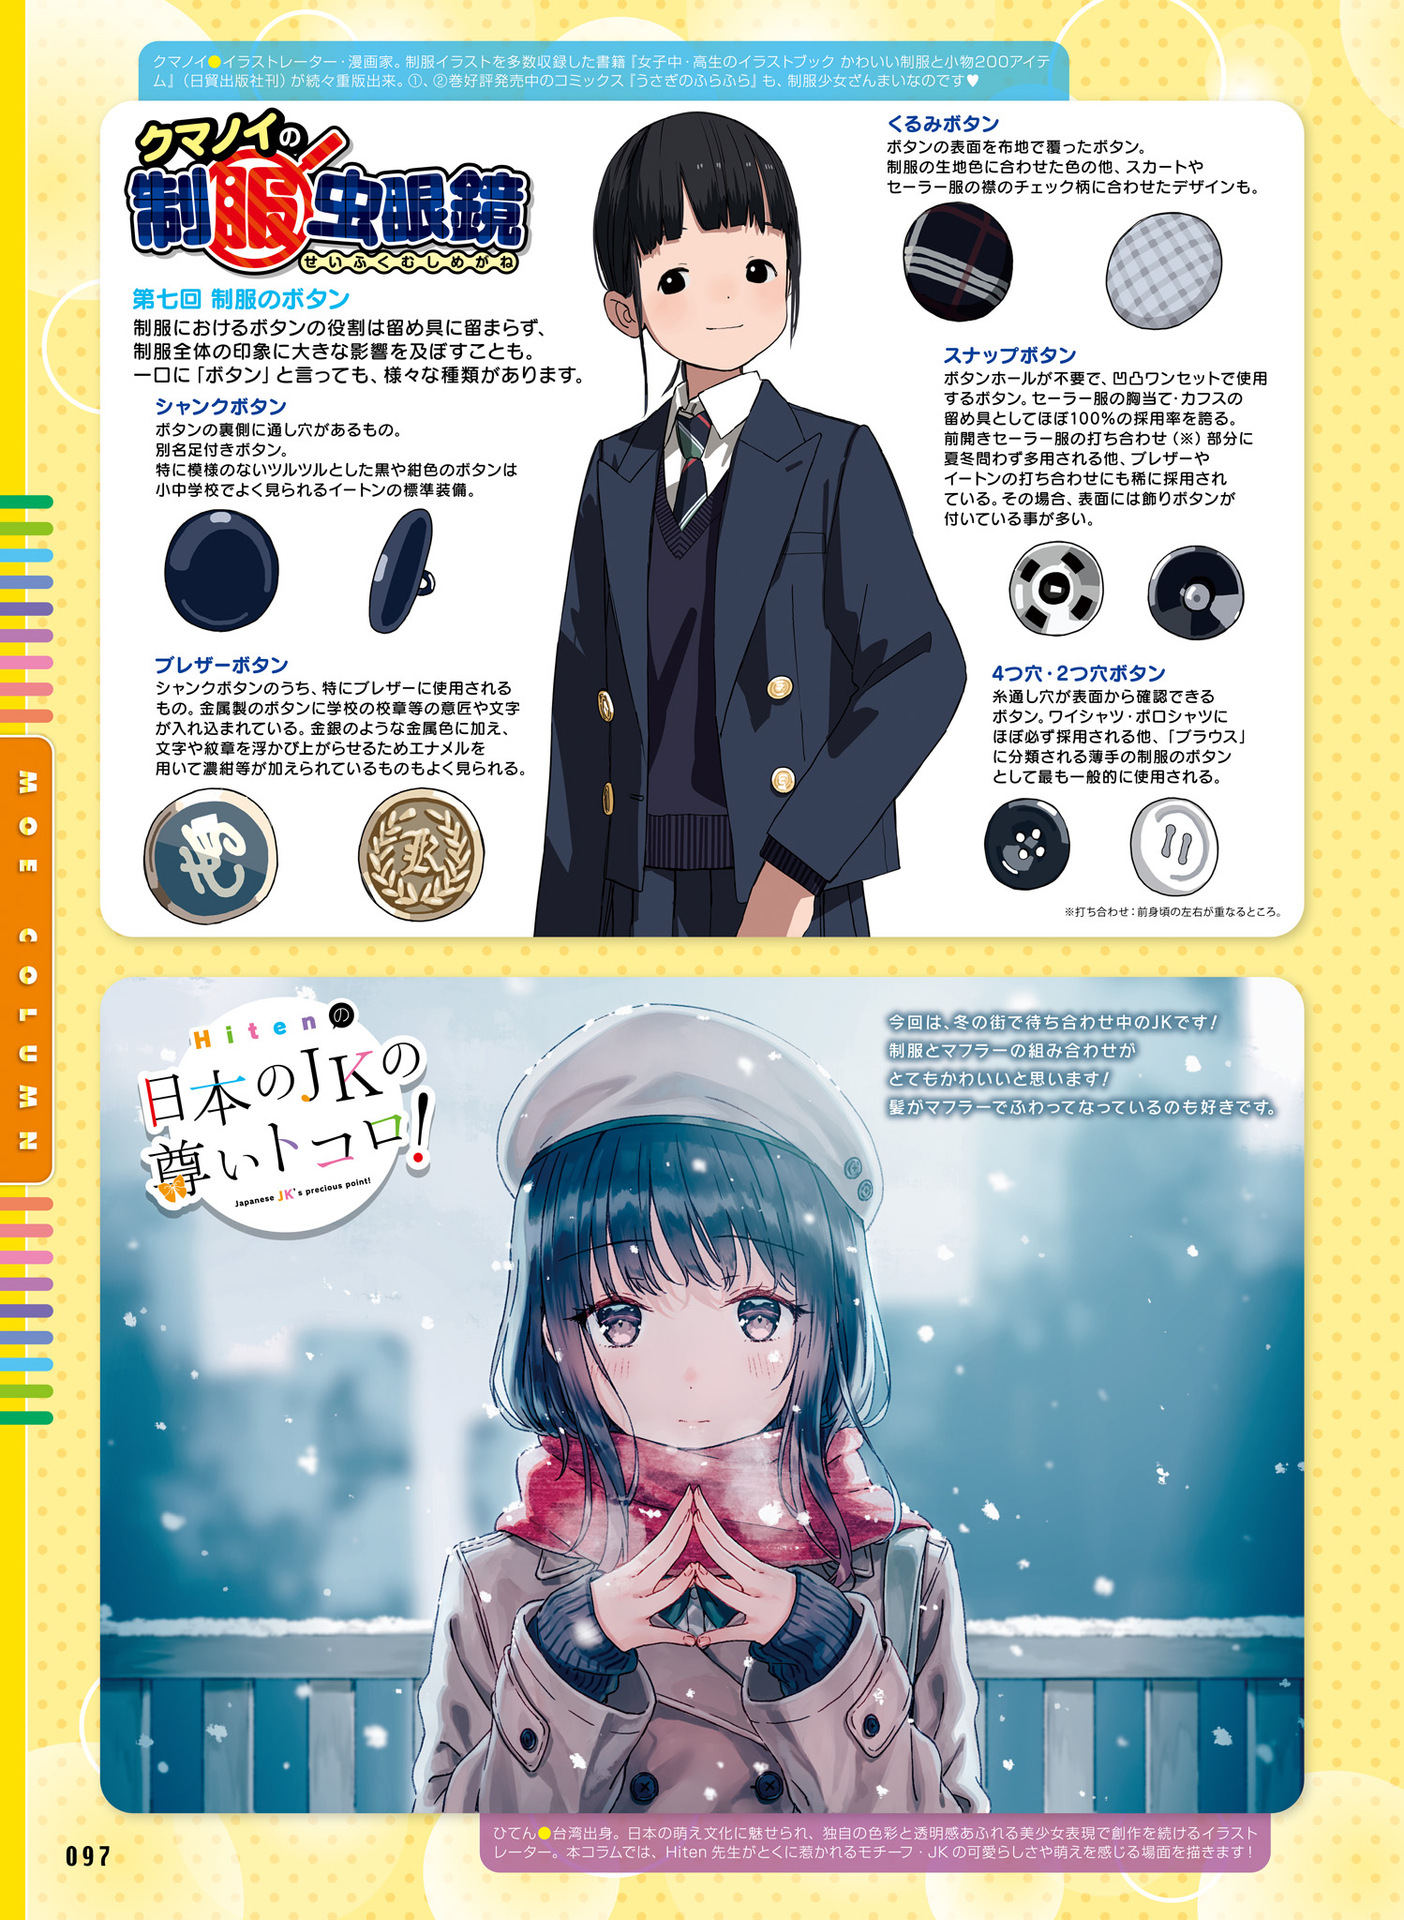 クマノイ●イラストレーター・漫画家。制服イラストを多数収録した書籍『女子中・高生のイラストブック かわいい制服と小物200アイテ
ム』（日貿出版社刊）が続々重版出来。①、②巻好評発売中のコミックス『うさぎのふらふら』も、制服少女ざんまいなのです♥
クマノイの
制服虫眼鏡
せいふくむしめがね
第七回 制服のボタン
制服におけるボタンの役割は留め具に留まらず、
制服全体の印象に大きな影響を及ぼすことも。
一口に「ボタン」と言っても、様々な種類があります。
シャンクボタン
ボタンの裏側に通し穴があるもの。
別名足付きボタン。
特に模様のないツルツルとした黒や紺色のボタンは
小中学校でよく見られるイートンの標準装備。
ブレザーボタン
シャンクボタンのうち、特にブレザーに使用される
もの。金属製のボタンに学校の校章等の意匠や文字
が入れ込まれている。金銀のような金属色に加え、
文字や紋章を浮かび上がらせるためエナメルを
用いて濃紺等が加えられているものもよく見られる。
くるみボタン
ボタンの表面を布地で覆ったボタン。
制服の生地色に合わせた色の他、スカートや
セーラー服の襟のチェック柄に合わせたデザインも。
スナップボタン
ボタンホールが不要で、凹凸ワンセットで使用
するボタン。セーラー服の胸当て・カフスの
留め具としてほぼ100%の採用率を誇る。
前開きセーラー服の打ち合わせ（※）部分に
夏冬問わず多用される他、ブレザーや
イートンの打ち合わせにも稀に採用され
ている。その場合、表面には飾りボタンが
付いている事が多い。
4つ穴・2つ穴ボタン
糸通し穴が表面から確認できる
ボタン。ワイシャツ・ポロシャツに
ほぼ必ず採用される他、「ブラウス」
に分類される薄手の制服のボタン
として最も一般的に使用される。
※打ち合わせ：前身頃の左右が重なるところ。
MOE COLUMN
Hitenの
日本のJKの
尊いトコロ!
Japanese JK's precious point!
今回は、冬の街で待ち合わせ中のJKです!
制服とマフラーの組み合わせが
とてもかわいいと思います!
髪がマフラーでふわってなっているのも好きです。
ひてん●台湾出身。日本の萌え文化に魅せられ、独自の色彩と透明感あふれる美少女表現で創作を続けるイラスト
レーター。本コラムでは、Hiten 先生がとくに惹かれるモチーフ・JKの可愛らしさや萌えを感じる場面を描きます!
097